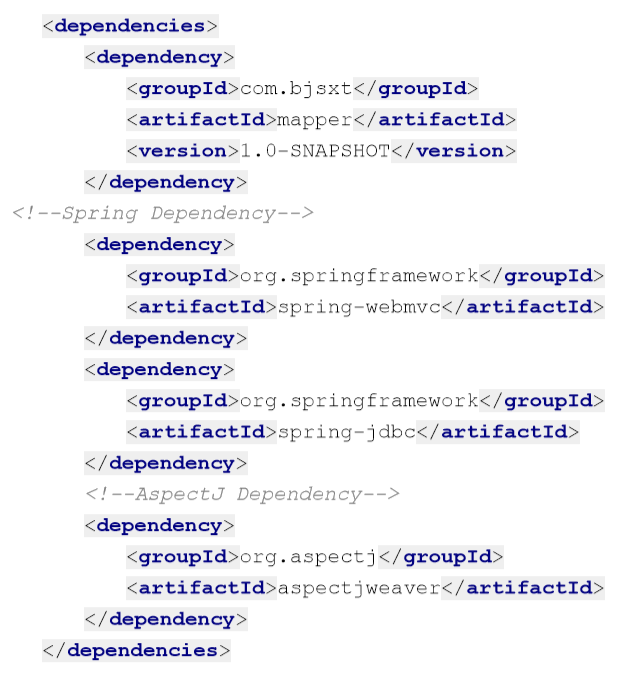 <dependencies>
<dependency>
<groupId>com.bjsxt</groupId>
<artifactId>mapper</artifactId>
<version>1.0-SNAPSHOT</version>
</dependency>
<!--Spring Dependency-->
<dependency>
<groupId>org.springframework</groupId>
<artifactId>spring-webmvc</artifactId>
</dependency>
<dependency>
<groupId>org.springframework</groupId>
<artifactId>spring-jdbc</artifactId>
</dependency>
<!--AspectJ Dependency-->
<dependency>
<groupId>org.aspectj</groupId>
<artifactId>aspectjweaver</artifactId>
</dependency>
</dependencies>